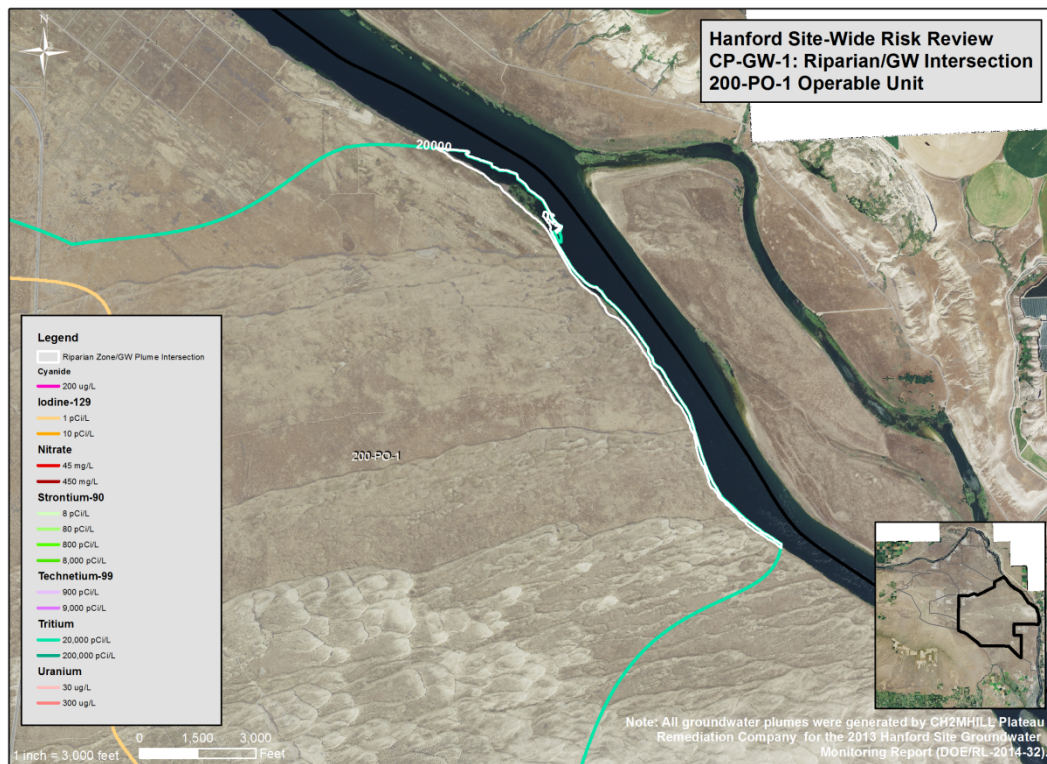 N
Hanford Site-Wide Risk Review
CP-GW-1: Riparian/GW Intersection
200-PO-1 Operable Unit
20000
200-PO-1
Legend
Riparian Zone/GW Plume Intersection
Cyanide
200 ug/L
Iodine-129
1 pCi/L
10 pCi/L
Nitrate
45 mg/L
450 mg/L
Strontium-90
8 pCi/L
80 pCi/L
800 pCi/L
8,000 pCi/L
Technetium-99
900 pCi/L
9,000 pCi/L
Tritium
20,000 pCi/L
200,000 pCi/L
Uranium
30 ug/L
300 ug/L
1 inch = 3,000 feet
0 1,500 3,000
Feet
Note: All groundwater plumes were generated by CH2MHILL Plateau
Remediation Company for the 2013 Hanford Site Groundwater
Monitoring Report (DOE/RL-2014-32).